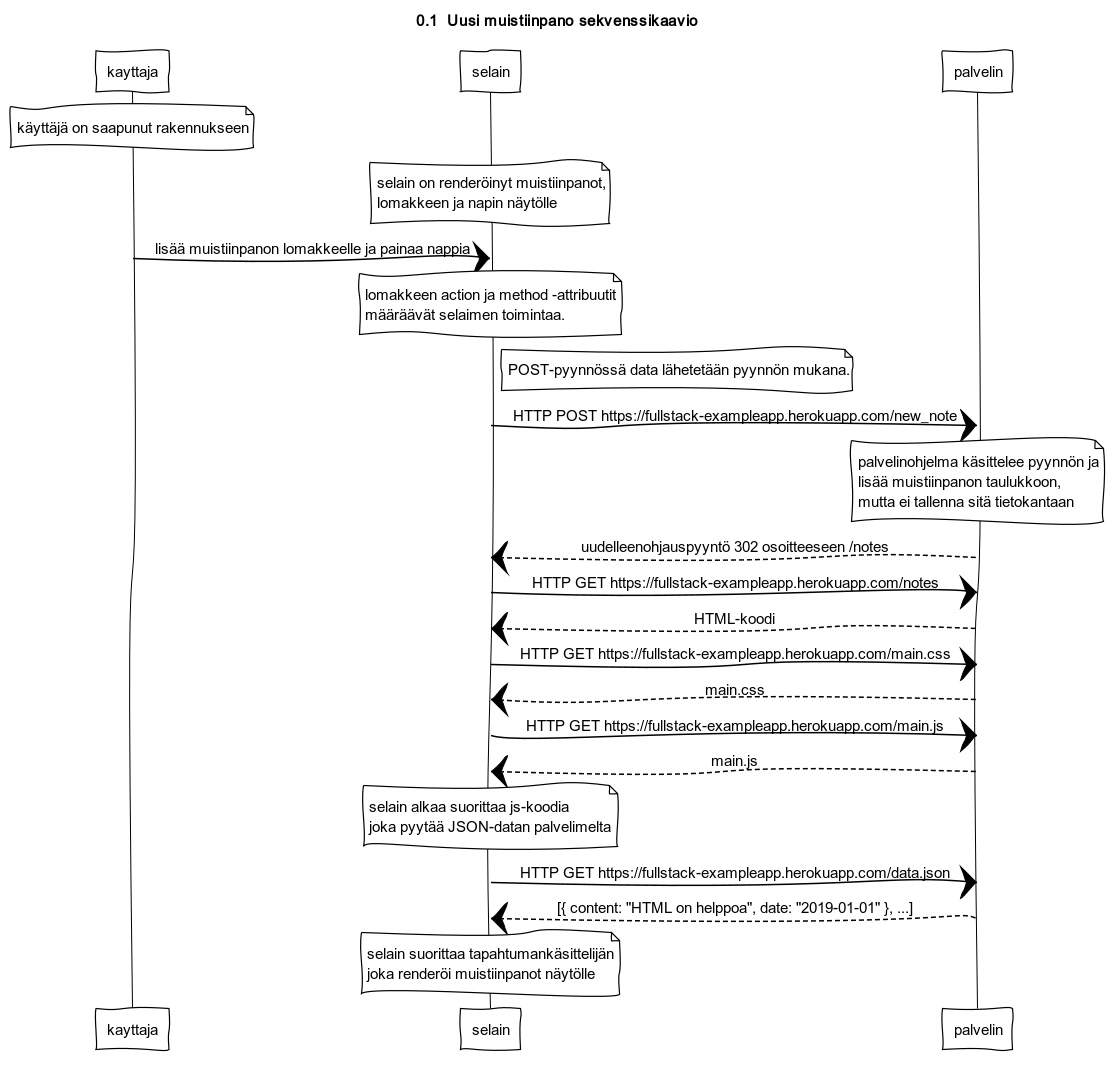 0.1 Uusi muistiinpano sekvenssikaavio
kayttaja
selain
palvelin
käyttäjä on saapunut rakennukseen
selain on renderöinyt muistiinpanot,
lomakkeen ja napin näytölle
lisää muistiinpanon lomakkeelle ja painaa nappia
lomakkeen action ja method -attribuutit
määräävät selaimen toimintaa.
POST-pyynnössä data lähetetään pyynnön mukana.
HTTP POST https://fullstack-exampleapp.herokuapp.com/new_note
palvelinohjelma käsittelee pyynnön ja
lisää muistiinpanon taulukkoon,
mutta ei tallenna sitä tietokantaan
uudelleenohjauspyyntö 302 osoitteeseen /notes
HTTP GET https://fullstack-exampleapp.herokuapp.com/notes
HTML-koodi
HTTP GET https://fullstack-exampleapp.herokuapp.com/main.css
main.css
HTTP GET https://fullstack-exampleapp.herokuapp.com/main.js
main.js
selain alkaa suorittaa js-koodia
joka pyytää JSON-datan palvelimelta
HTTP GET https://fullstack-exampleapp.herokuapp.com/data.json
[{ content: "HTML on helppoa", date: "2019-01-01" }, ...]
selain suorittaa tapahtumankäsittelijän
joka renderöi muistiinpanot näytölle
kayttaja
selain
palvelin